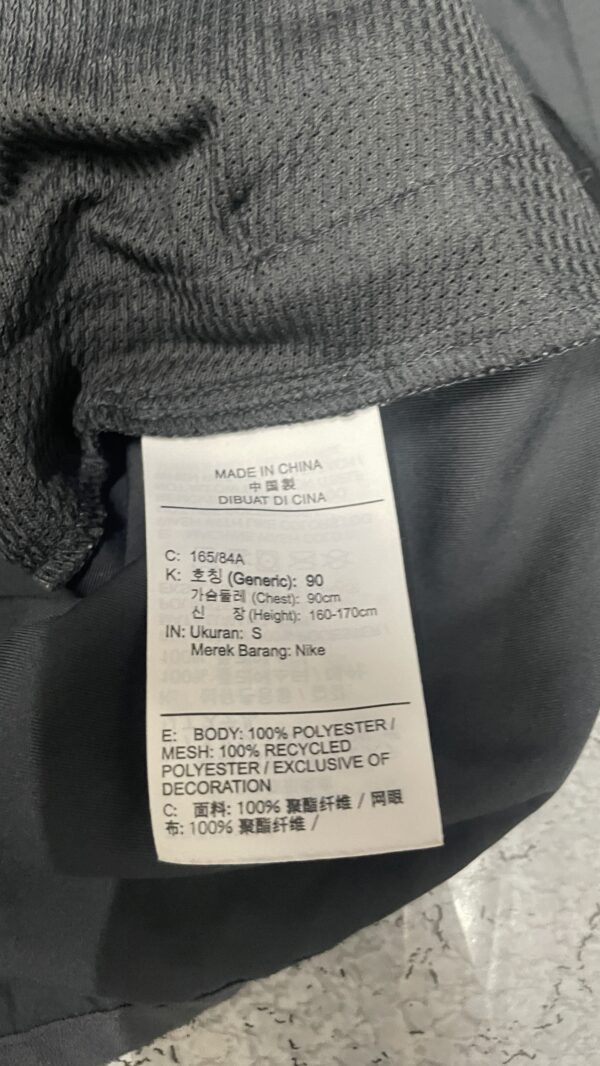 MADE IN CHINA
中国製
DIBUAT DI CINA
C: 165/84A
K: 호칭 (Generic): 90
가슴둘레 (Chest): 90cm
신 장 (Height): 160-170cm
IN: Ukuran: S
Merek Barang: Nike
E: BODY: 100% POLYESTER /
MESH: 100% RECYCLED
POLYESTER / EXCLUSIVE OF
DECORATION
C: 面料: 100% 聚酯纤维 / 网眼
布: 100% 聚酯纤维 /